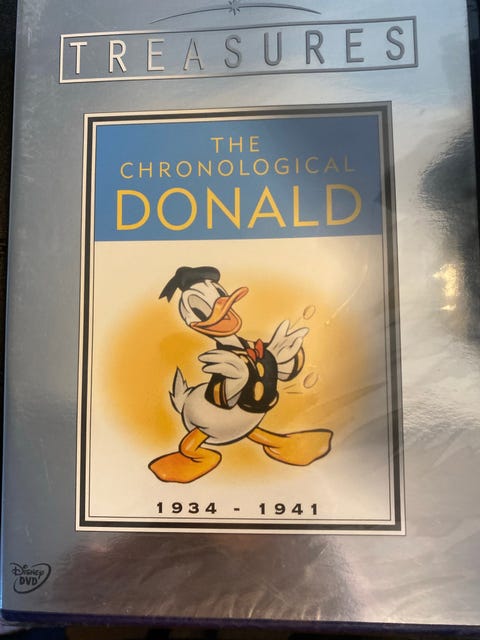 TREASURES
THE
CHRONOLOGICAL
DONALD
1934 - 1941
Disney
DVD